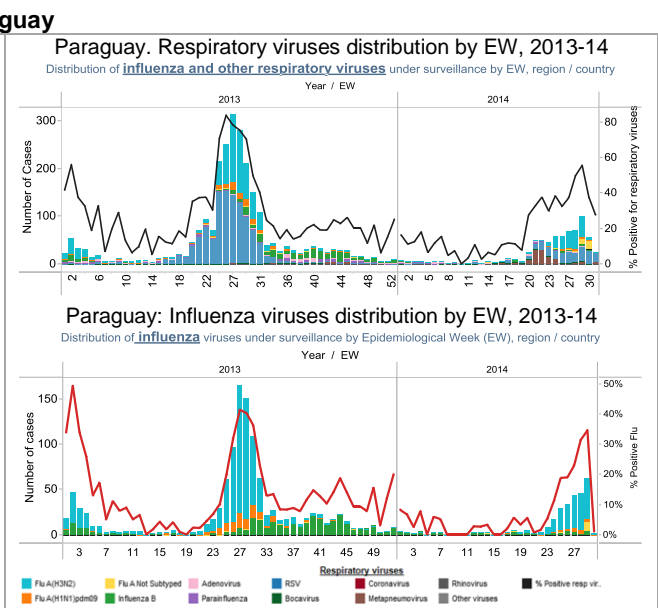 guay
Paraguay. Respiratory viruses distribution by EW, 2013-14
Distribution of influenza and other respiratory viruses under surveillance by EW, region / country
Year / EW
2013 2014
Number of Cases
300
200
100
0
% Positive for respiratory viruses
80
60
40
20
0
2 6 10 14 18 22 27 31 36 40 44 48 52 2 5 8 11 14 17 20 23 27 30
Paraguay: Influenza viruses distribution by EW, 2013-14
Distribution of influenza viruses under surveillance by Epidemiological Week (EW), region / country
Year / EW
2013 2014
Number of cases
150
100
50
0
% Positive Flu
50%
40%
30%
20%
10%
0%
3 7 11 15 19 23 27 33 37 41 45 49 3 7 11 15 19 23 27
Respiratory viruses
Flu A(H3N2) Flu A Not Subtyped Adenovirus RSV Coronavirus Rhinovirus % Positive resp vir..
Flu A(H1N1)pdm09 Influenza B Parainfluenza Bocavirus Metapneumovirus Other viruses